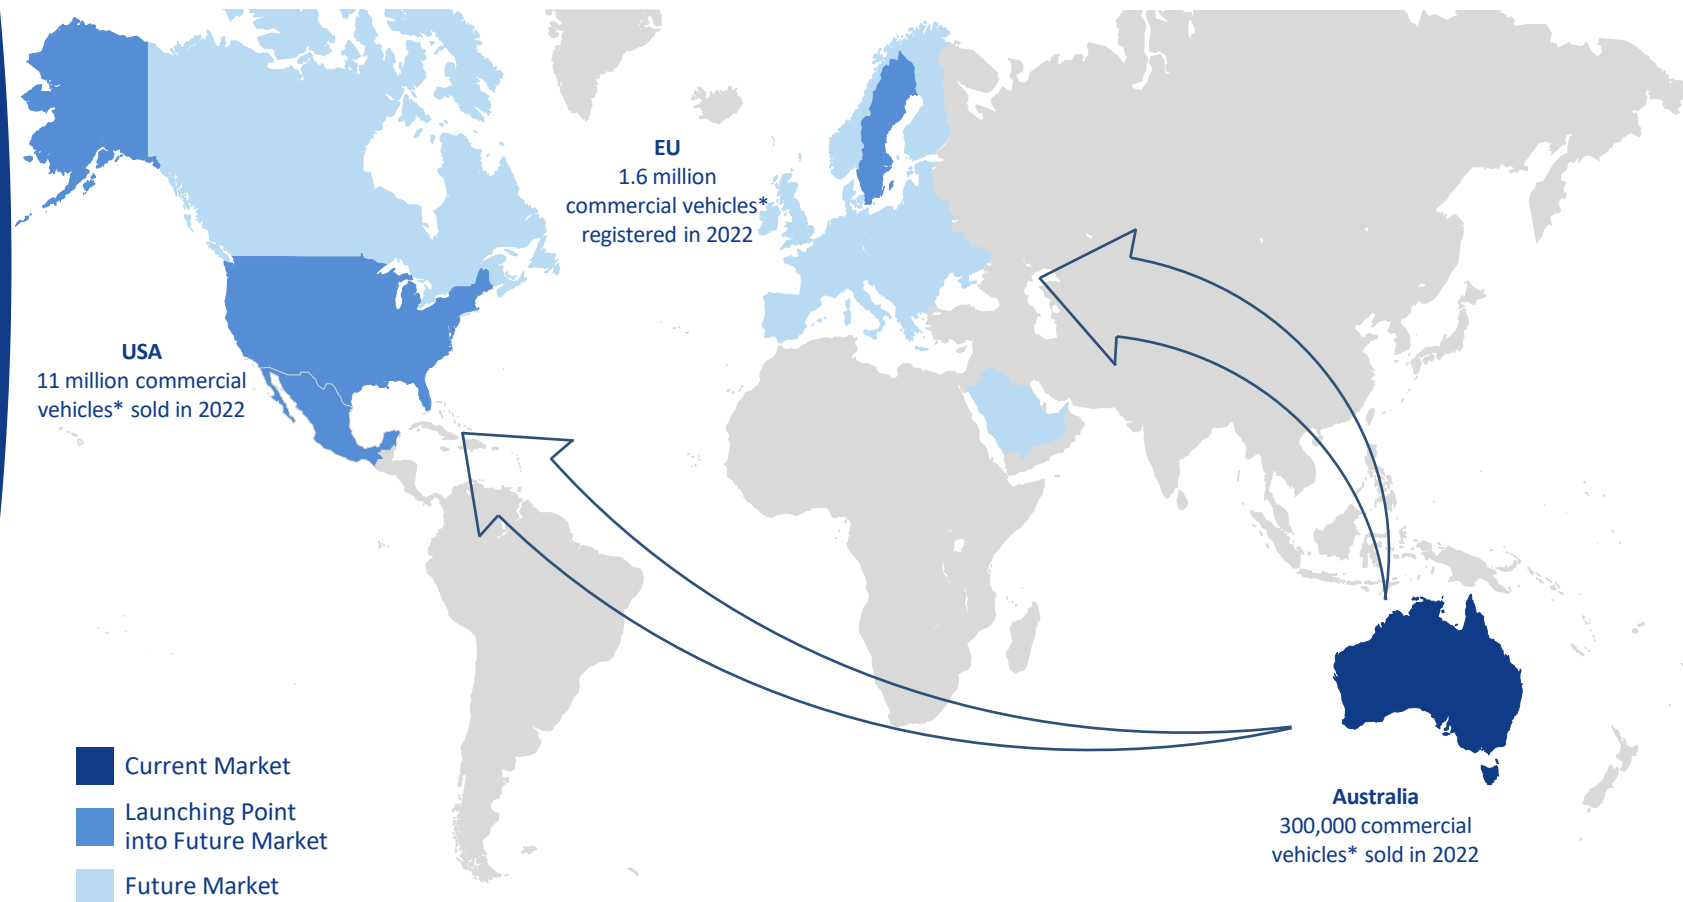 EU
1.6 million
commercial vehicles*
registered in 2022
USA
11 million commercial
vehicles* sold in 2022
Current Market
Launching Point
into Future Market
Future Market
Australia
300,000 commercial
vehicles* sold in 2022